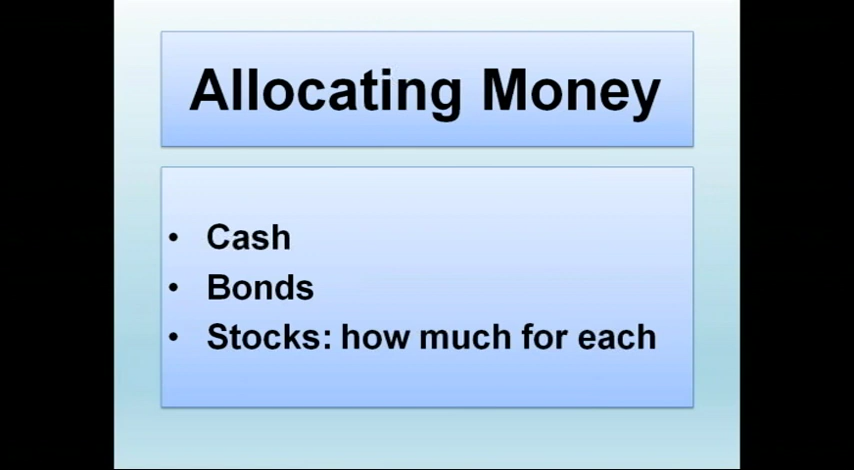 Allocating Money
• Cash
• Bonds
• Stocks: how much for each